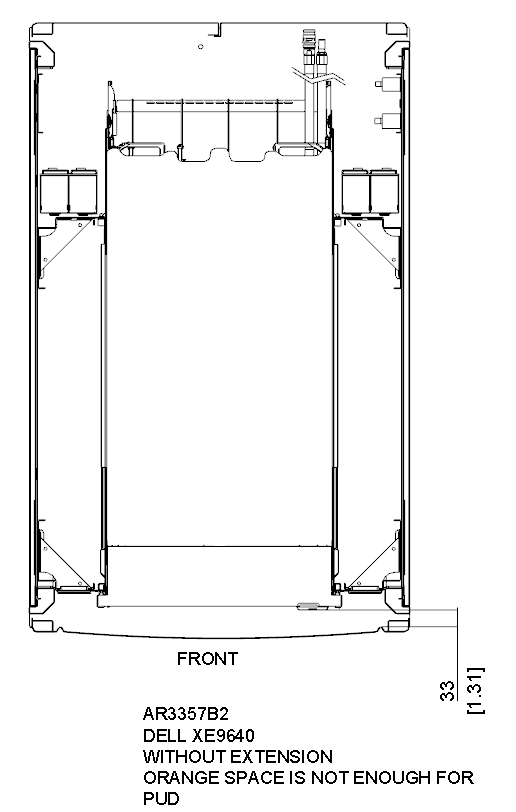 FRONT
33
[1.31]
AR3357B2
DELL XE9640
WITHOUT EXTENSION
ORANGE SPACE IS NOT ENOUGH FOR
PUD